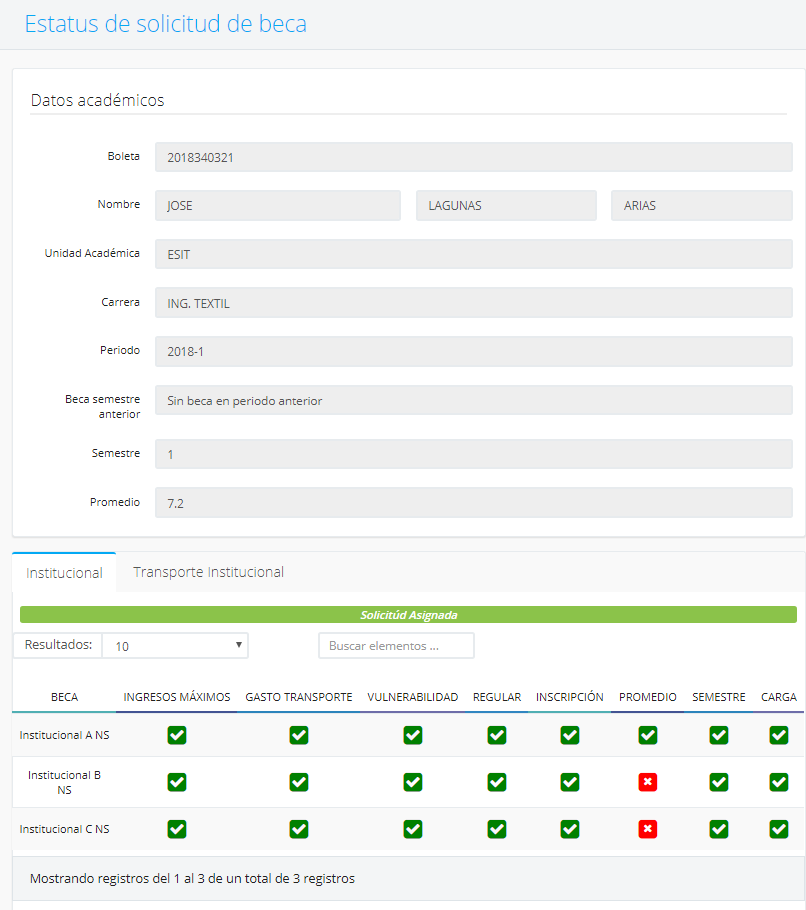 Estatus de solicitud de beca
Datos académicos
Boleta 2018340321
Nombre JOSE LAGUNAS ARIAS
Unidad Académica ESIT
Carrera ING. TEXTIL
Periodo 2018-1
Beca semestre
anterior
Sin beca en periodo anterior
Semestre 1
Promedio 7.2
Institucional Transporte Institucional
Solicitúd Asignada
Resultados: 10 Buscar elementos ...
BECA INGRESOS MÁXIMOS GASTO TRANSPORTE VULNERABILIDAD REGULAR INSCRIPCIÓN PROMEDIO SEMESTRE CARGA
Institucional A NS
Institucional B
NS
Institucional C NS
Mostrando registros del 1 al 3 de un total de 3 registros